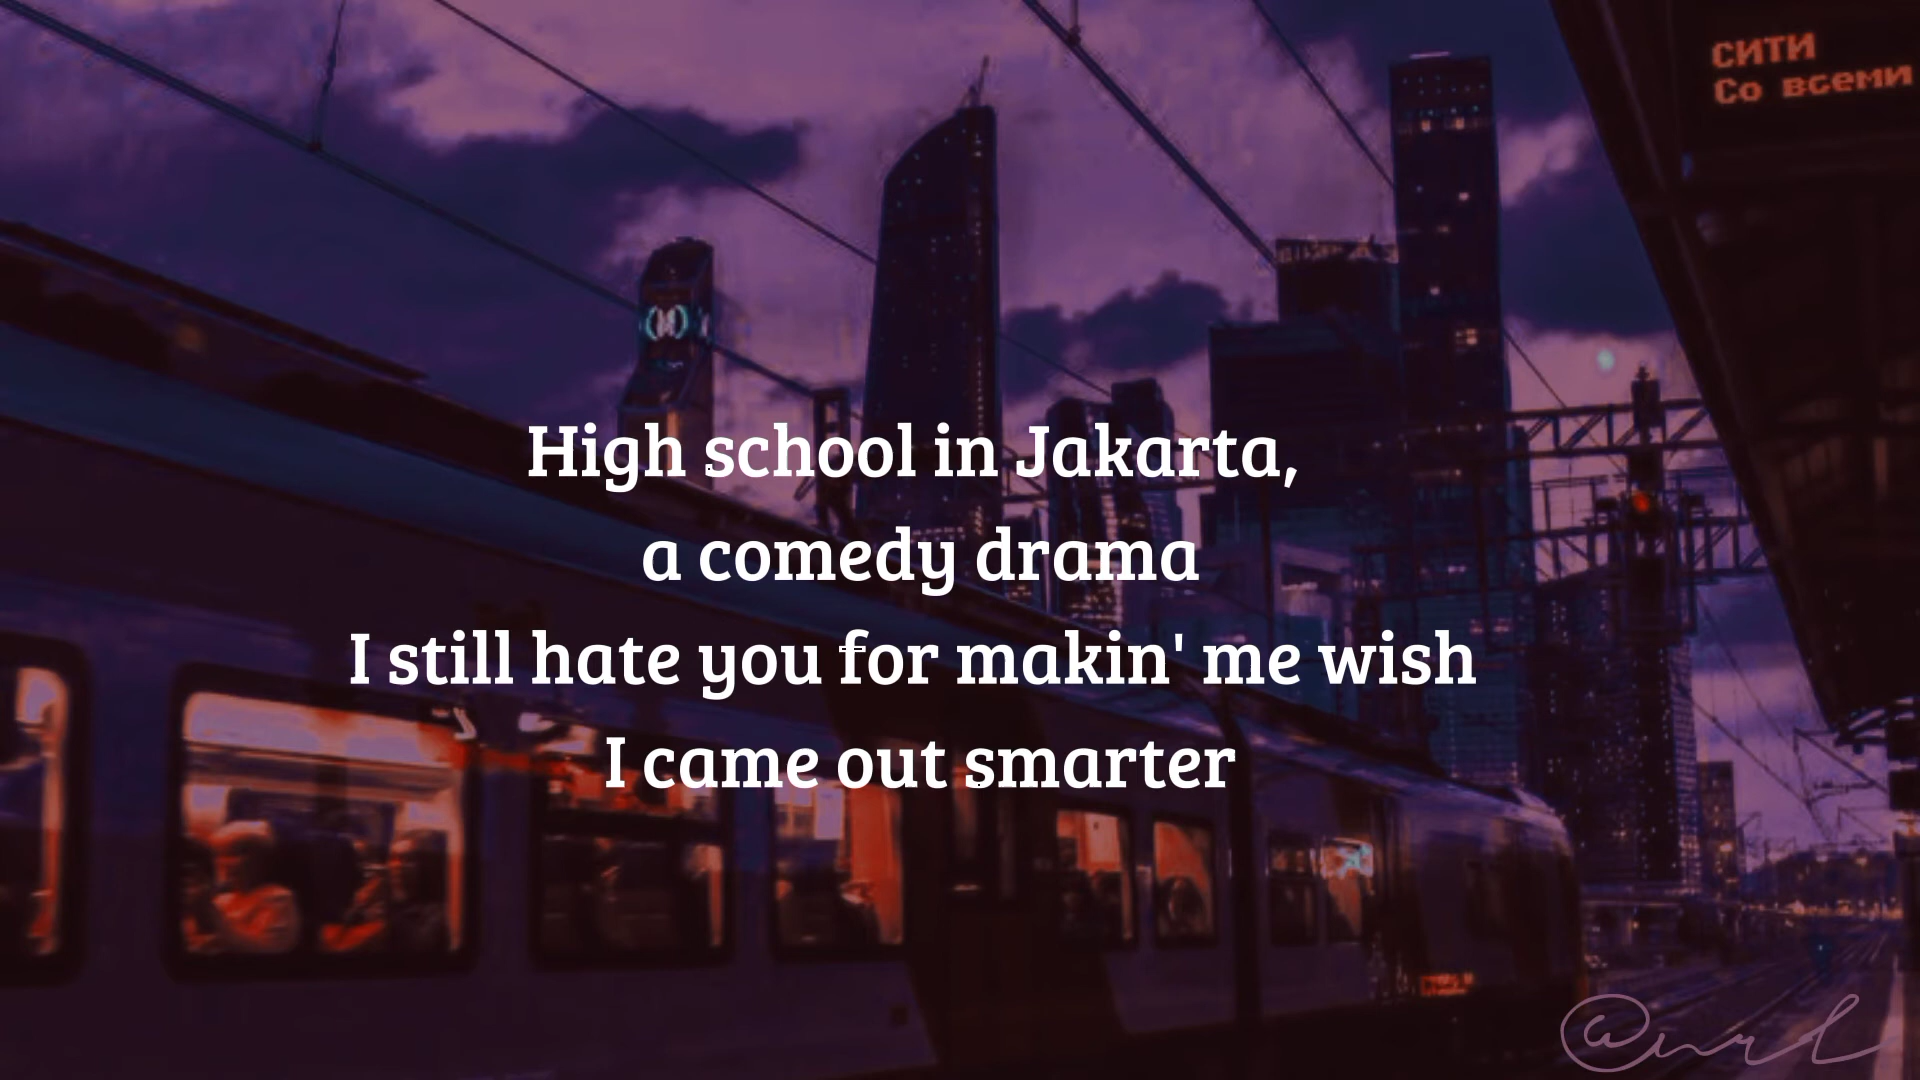 СИТИ
Со всеми
High school in Jakarta,
a comedy drama
I still hate you for makin' me wish
I came out smarter